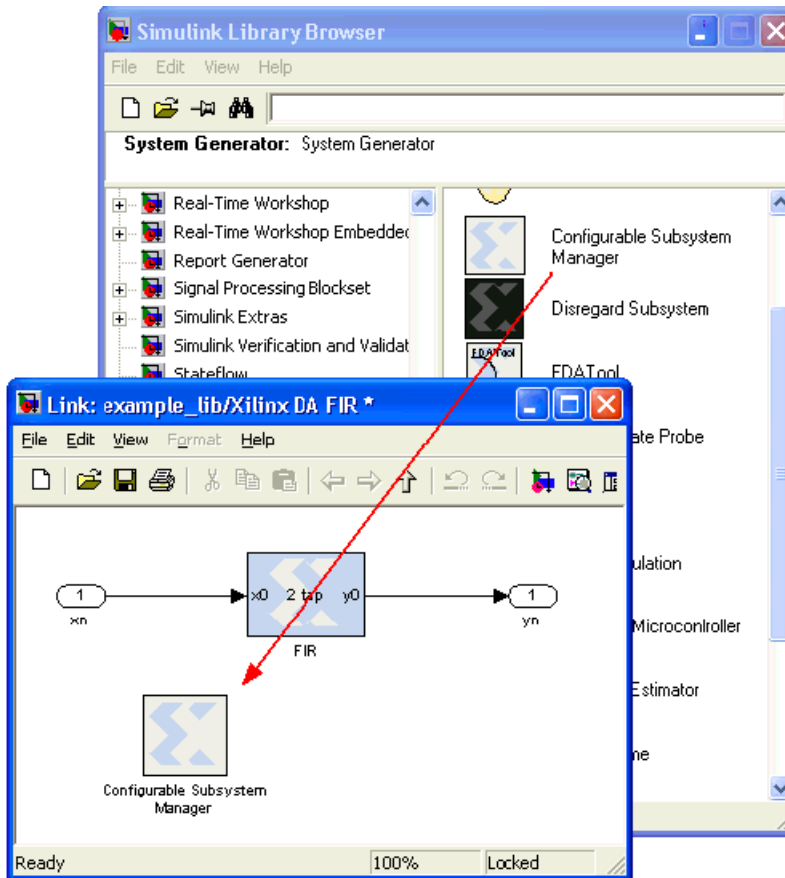 Simulink Library Browser
File Edit View Help
System Generator: System Generator
Real-Time Workshop
Real-Time Workshop Embedded
Report Generator
Signal Processing Blockset
Simulink Extras
Simulink Verification and Validat
Stateflow
Configurable Subsystem
Manager
Disregard Subsystem
FDATool
FDATool
ate Probe
ulation
Microcontroller
Estimator
me
Link: example_lib/Xilinx DA FIR *
File Edit View Format Help
1
xn
x0 2 tap y0
FIR
1
yn
Configurable Subsystem
Manager
Ready 100% Locked